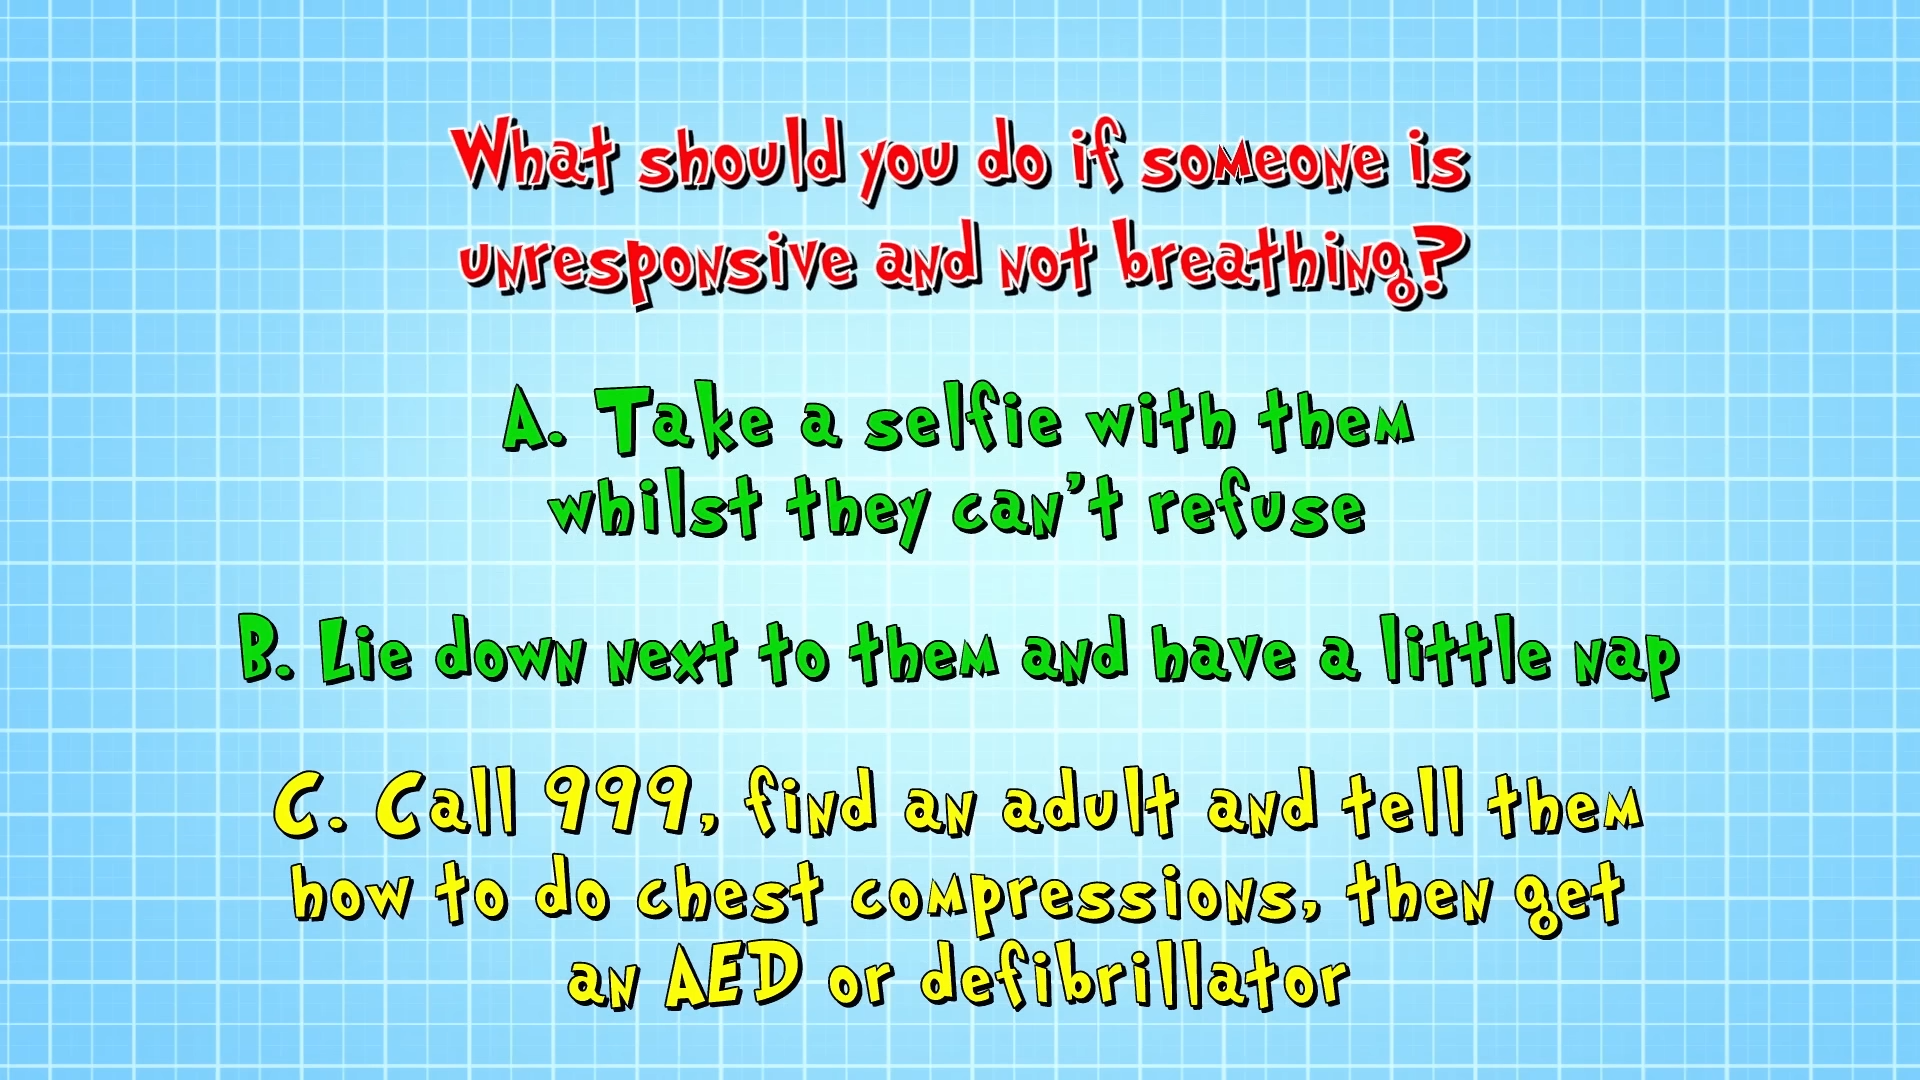 What should you do if someone is
unresponsive and not breathing?
A. Take a selfie with them
whilst they can't refuse
B. Lie down next to them and have a little nap
C. Call 999, find an adult and tell them
how to do chest compressions, then get
an AED or defibrillator